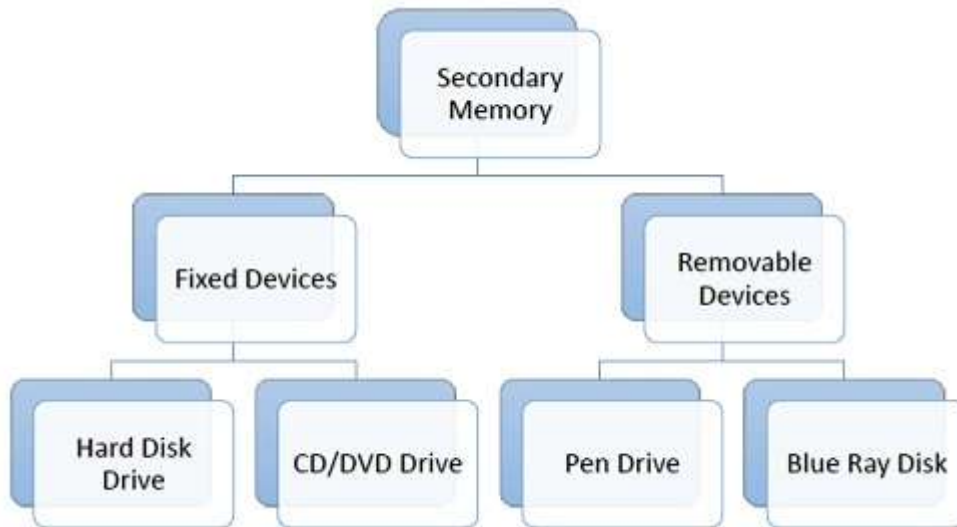 Secondary
Memory
Fixed Devices
Removable
Devices
Hard Disk
Drive
CD/DVD Drive
Pen Drive
Blue Ray Disk